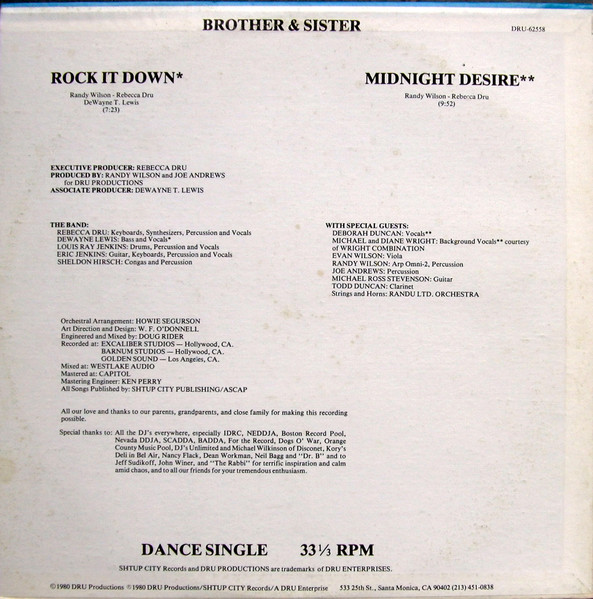 BROTHER & SISTER
DRU-62558
ROCK IT DOWN*
Randy Wilson - Rebecca Dru
DeWayne T. Lewis
(7:23)
MIDNIGHT DESIRE**
Randy Wilson - Rebecca Dru
(9:52)
EXECUTIVE PRODUCER: REBECCA DRU
PRODUCED BY: RANDY WILSON and JOE ANDREWS
for DRU PRODUCTIONS
ASSOCIATE PRODUCER: DEWAYNE T. LEWIS
THE BAND:
REBECCA DRU: Keyboards, Synthesizers, Percussion and Vocals
DEWAYNE LEWIS: Bass and Vocals*
LOUIS RAY JENKINS: Drums, Percussion and Vocals
ERIC JENKINS: Guitar, Keyboards, Percussion and Vocals
SHELDON HIRSCH: Congas and Percussion
WITH SPECIAL GUESTS:
DEBORAH DUNCAN: Vocals**
MICHAEL and DIANE WRIGHT: Background Vocals** courtesy
of WRIGHT COMBINATION
EVAN WILSON: Viola
RANDY WILSON: Arp Omni-2, Percussion
JOE ANDREWS: Percussion
MICHAEL ROSS STEVENSON: Guitar
TODD DUNCAN: Clarinet
Strings and Horns: RANDU LTD. ORCHESTRA
Orchestral Arrangement: HOWIE SEGURSON
Art Direction and Design: W. F. O'DONNELL
Engineered and Mixed by: DOUG RIDER
Recorded at: EXCALIBER STUDIOS — Hollywood, CA.
BARNUM STUDIOS — Hollywood, CA.
GOLDEN SOUND — Los Angeles, CA.
Mixed at: WESTLAKE AUDIO
Mastered at: CAPITOL
Mastering Engineer: KEN PERRY
All Songs Published by: SHTUP CITY PUBLISHING/ASCAP
All our love and thanks to our parents, grandparents, and close family for making this recording
possible.
Special thanks to: All the DJ's everywhere, especially IDRC, NEDDJA, Boston Record Pool,
Nevada DDJA, SCADDA, BADDA, For the Record, Dogs O' War, Orange
County Music Pool, DJ's Unlimited and Michael Wilkinson of Disconet, Kory's
Deli in Bel Air, Nancy Flack, Dean Workman, Neil Bagg and "Dr. B" and to
Jeff Sudikoff, John Winer, and "The Rabbi" for terrific inspiration and calm
amid chaos, and to all our friends for your tremendous enthusiasm.
DANCE SINGLE 33⅓ RPM
SHTUP CITY Records and DRU PRODUCTIONS are trademarks of DRU ENTERPRISES.
©1980 DRU Productions ℗1980 DRU Productions/SHTUP CITY Records/A DRU Enterprise 533 25th St., Santa Monica, CA 90402 (213) 451-0838